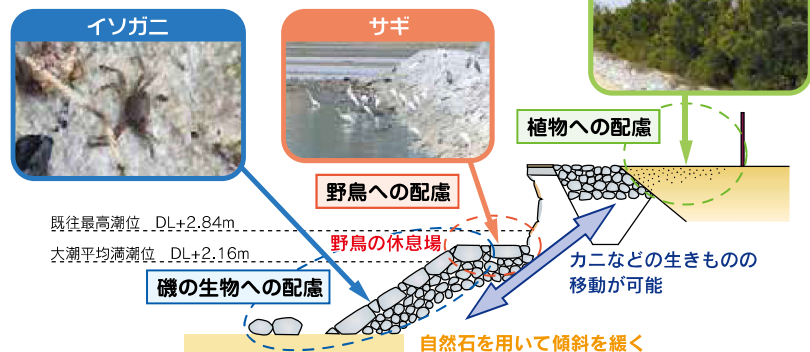 イソガニ
サギ
植物への配慮
野鳥への配慮
既往最高潮位 DL+2.84m
野鳥の休息場
大潮平均満潮位 DL+2.16m
磯の生物への配慮
カニなどの生きものの
移動が可能
自然石を用いて傾斜を緩く